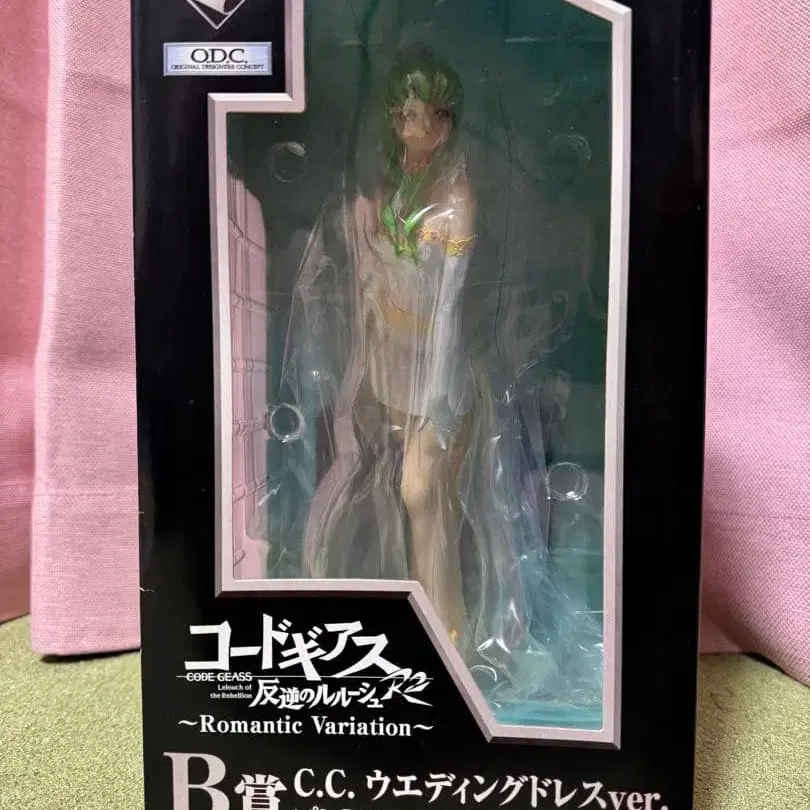 O.D.C.
ORIGINAL DESIGNERS CONCEPT
コードギアス
CODE GEASS
Lelouch of
the Rebellion
反逆のルルーシュR2
～Romantic Variation～
B賞 C.C. ウエディングドレスver.